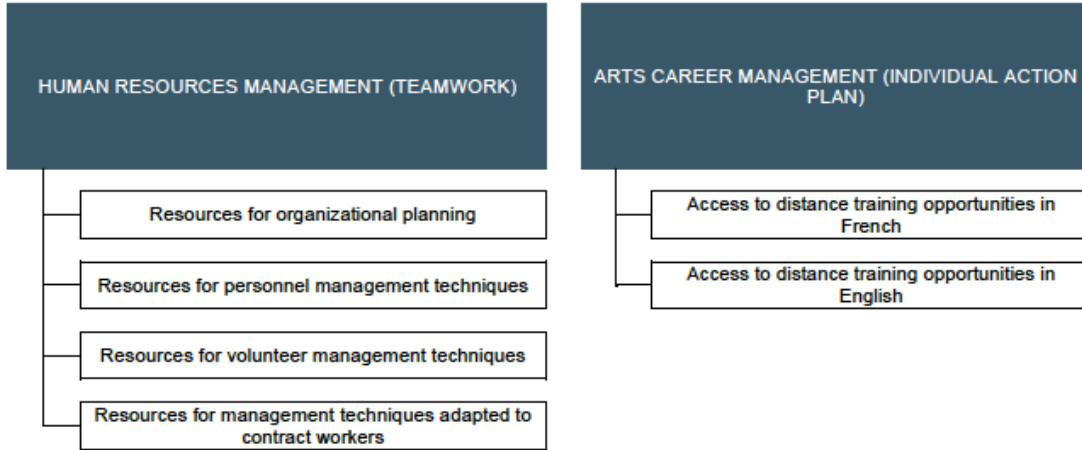 HUMAN RESOURCES MANAGEMENT (TEAMWORK)
Resources for organizational planning
Resources for personnel management techniques
Resources for volunteer management techniques
Resources for management techniques adapted to
contract workers
ARTS CAREER MANAGEMENT (INDIVIDUAL ACTION
PLAN)
Access to distance training opportunities in
French
Access to distance training opportunities in
English